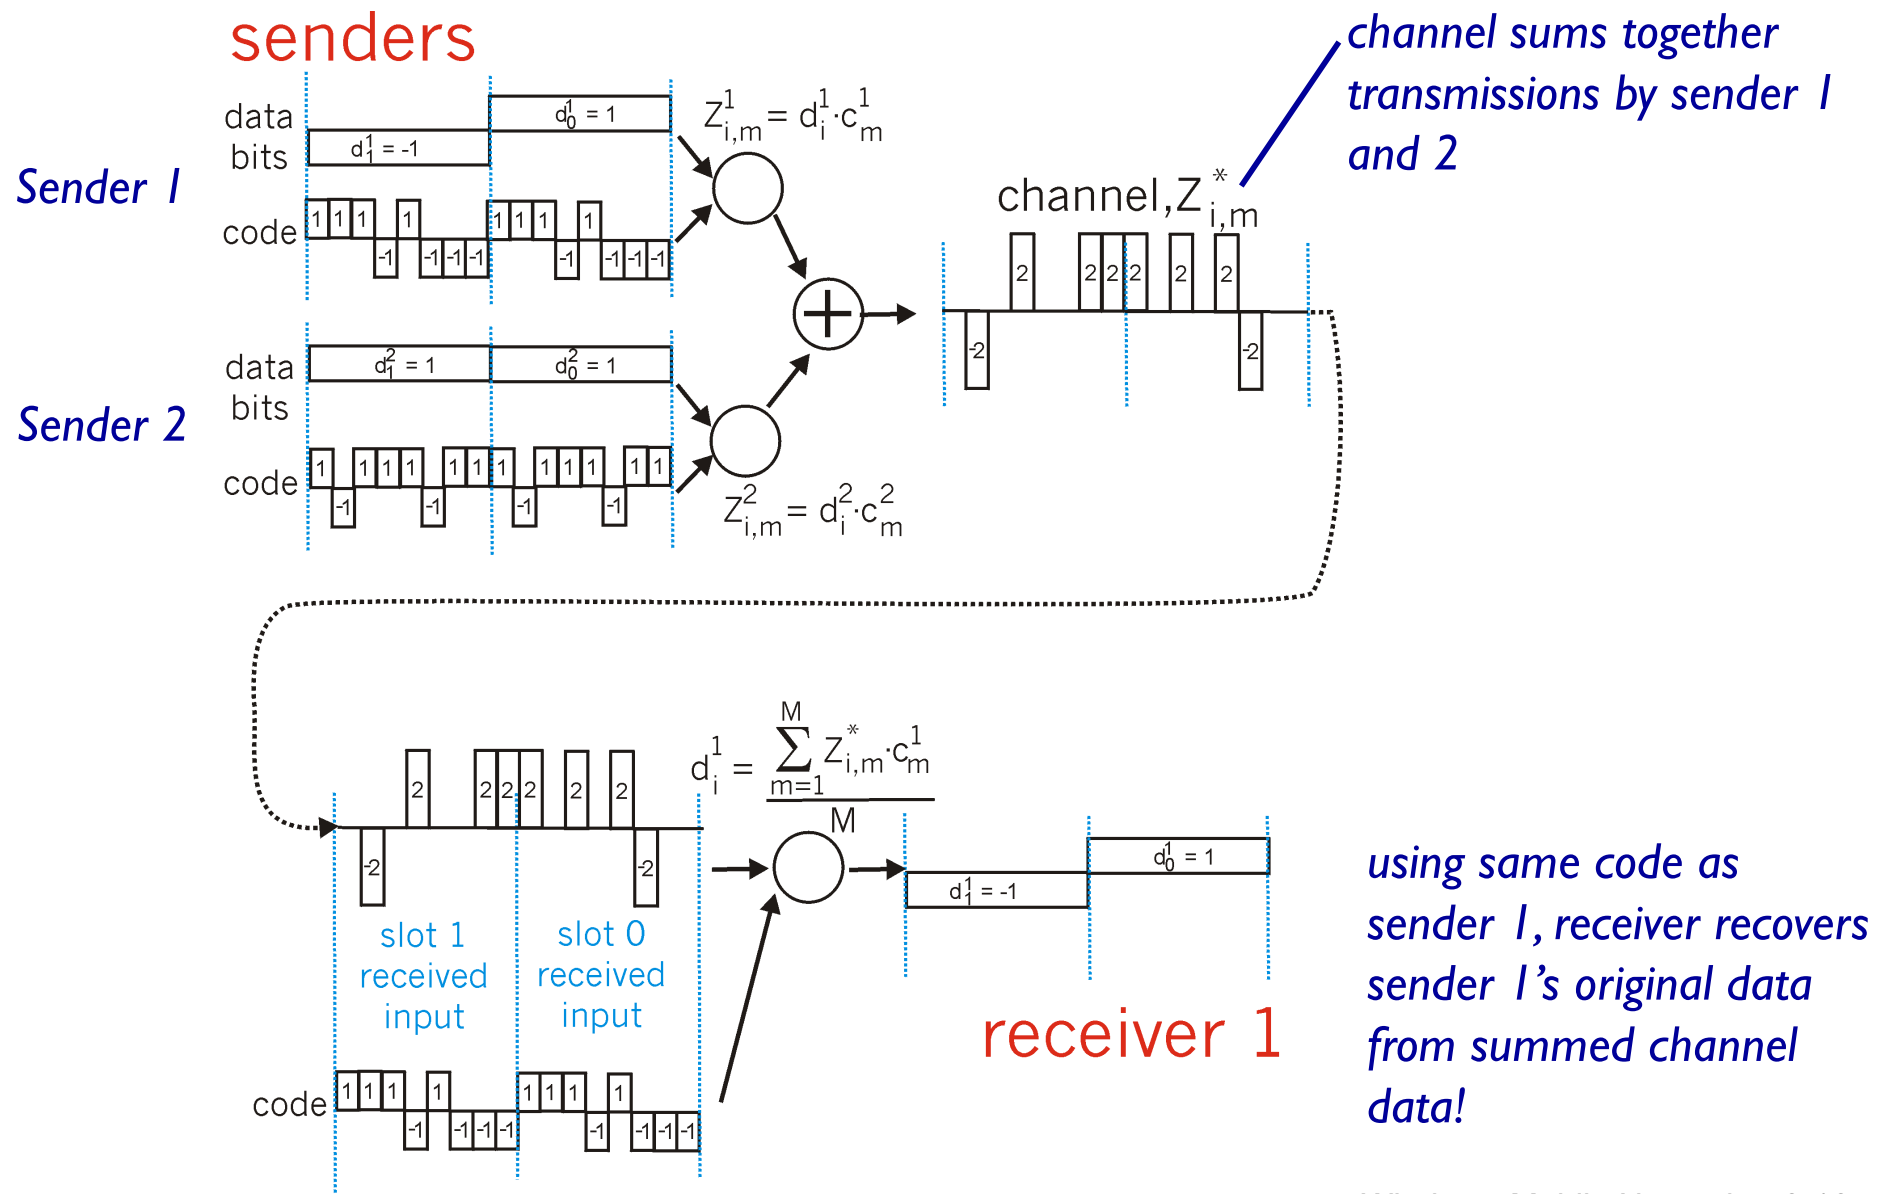 senders
channel sums together
transmissions by sender 1
and 2
Sender 1
data
bits
d¹₁ = -1
d¹₀ = 1
code
1 1 1 -1 1 -1 -1 -1 1 1 1 -1 1 -1 -1 -1
Z¹i,m = d¹i·c¹m
channel, Z*i,m
-2 2 2 2 2 2 2 -2
Sender 2
data
bits
d²₁ = 1
d²₀ = 1
code
1 -1 1 1 1 -1 1 1 1 -1 1 1 1 -1 1 1
Z²i,m = d²i·c²m
+
-2 2 2 2 2 2 2 -2
slot 1
received
input
slot 0
received
input
code
1 1 1 -1 1 -1 -1 -1 1 1 1 -1 1 -1 -1 -1
d¹i = ∑ᴹm=1 Z*i,m·c¹m / M
d¹₁ = -1
d¹₀ = 1
receiver 1
using same code as
sender 1, receiver recovers
sender 1’s original data
from summed channel
data!